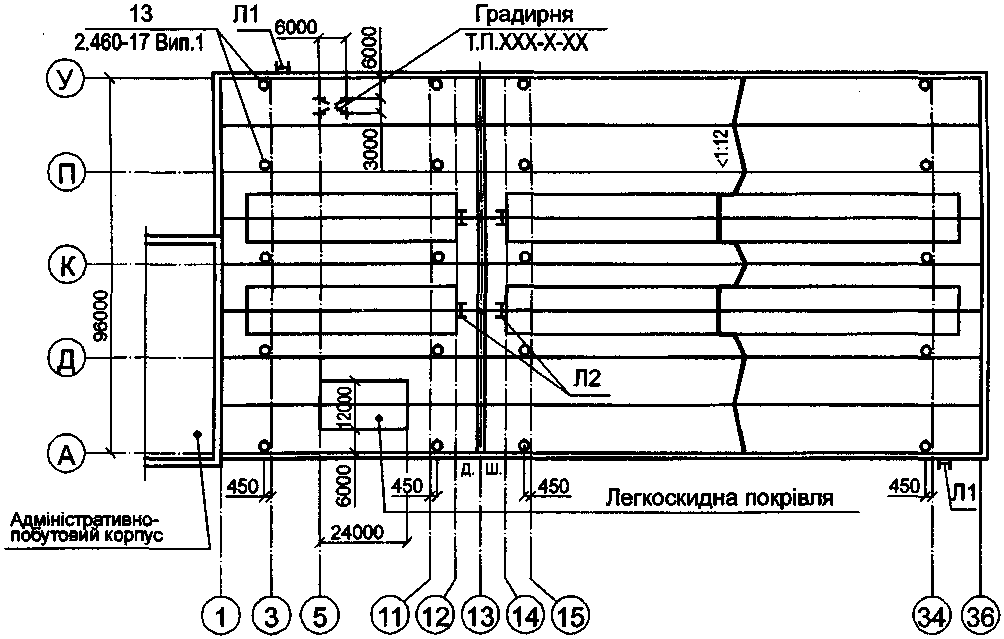 13
2,460-17 Вип.1
Л1
6000
6000
Градирня
Т.П.ХХХ-Х-ХХ
У
3000
<1:12
П
К
96000
Д
Л2
12000
А
Д.
Ш.
450
6000
450
450
450
Л1
Легкоскидна покрівля
24000
Адміністративно-
побутовий корпус
1
3
5
11
12
13
14
15
34
36